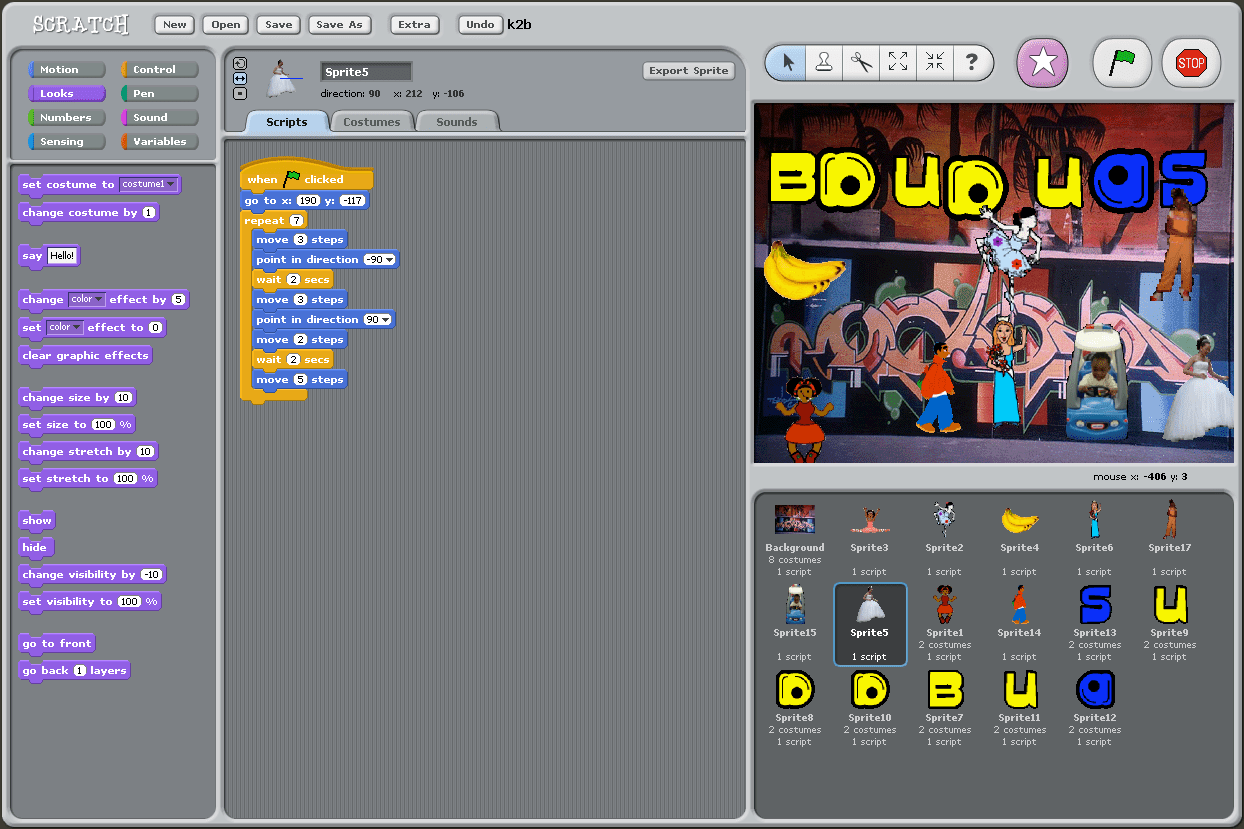 SCRATCH
New Open Save Save As Extra Undo k2b
Motion Control
Looks Pen
Numbers Sound
Sensing Variables
set costume to costume1
change costume by 1
say Hello!
change color effect by 5
set color effect to 0
clear graphic effects
change size by 10
set size to 100 %
change stretch by 10
set stretch to 100 %
show
hide
change visibility by -10
set visibility to 100 %
go to front
go back 1 layers
Sprite5
Export Sprite
direction: 90 x: 212 y: -106
Scripts Costumes Sounds
when clicked
go to x: 190 y: -117
repeat 7
move 3 steps
point in direction -90
wait 2 secs
move 3 steps
point in direction 90
move 2 steps
wait 2 secs
move 5 steps
?
STOP
BDUDUas
mouse x: -406 y: 3
Background Sprite3 Sprite2 Sprite4 Sprite6 Sprite17
8 costumes
1 script 1 script 1 script 1 script 1 script 1 script
S U
Sprite15 Sprite5 Sprite1 Sprite14 Sprite13 Sprite9
2 costumes 2 costumes 2 costumes
1 script 1 script 1 script 1 script 1 script 1 script
D D B U a
Sprite8 Sprite10 Sprite7 Sprite11 Sprite12
2 costumes 2 costumes 2 costumes 2 costumes 2 costumes
1 script 1 script 1 script 1 script 1 script